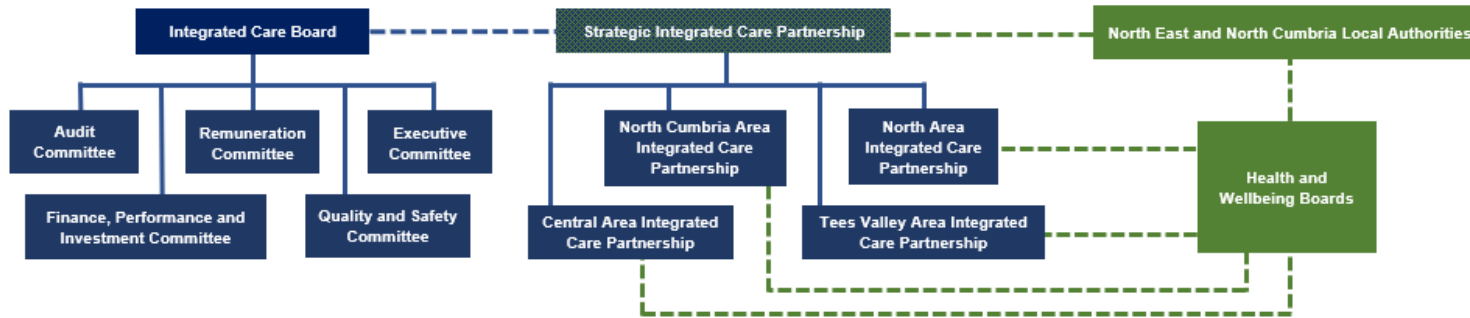 Integrated Care Board
Strategic Integrated Care Partnership
North East and North Cumbria Local Authorities
Audit
Committee
Remuneration
Committee
Executive
Committee
North Cumbria Area
Integrated Care
Partnership
North Area
Integrated Care
Partnership
Health and
Wellbeing Boards
Finance, Performance and
Investment Committee
Quality and Safety
Committee
Central Area Integrated
Care Partnership
Tees Valley Area Integrated
Care Partnership